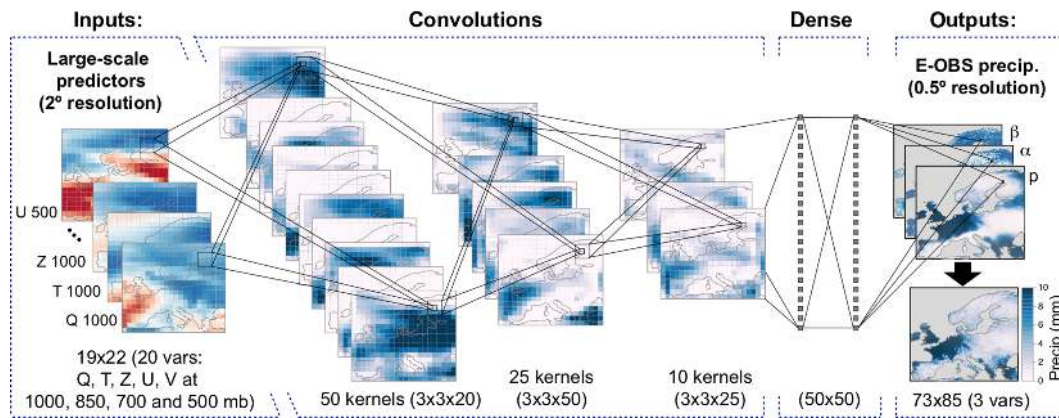 Inputs:
Convolutions
Dense
Outputs:
Large-scale
predictors
(2º resolution)
E-OBS precip.
(0.5º resolution)
U 500
Z 1000
T 1000
Q 1000
β
α
p
10
8
6
4
2
0
Precip (mm)
19x22 (20 vars:
Q, T, Z, U, V at
1000, 850, 700 and 500 mb)
50 kernels (3x3x20)
25 kernels
(3x3x50)
10 kernels
(3x3x25)
(50x50)
73x85 (3 vars)